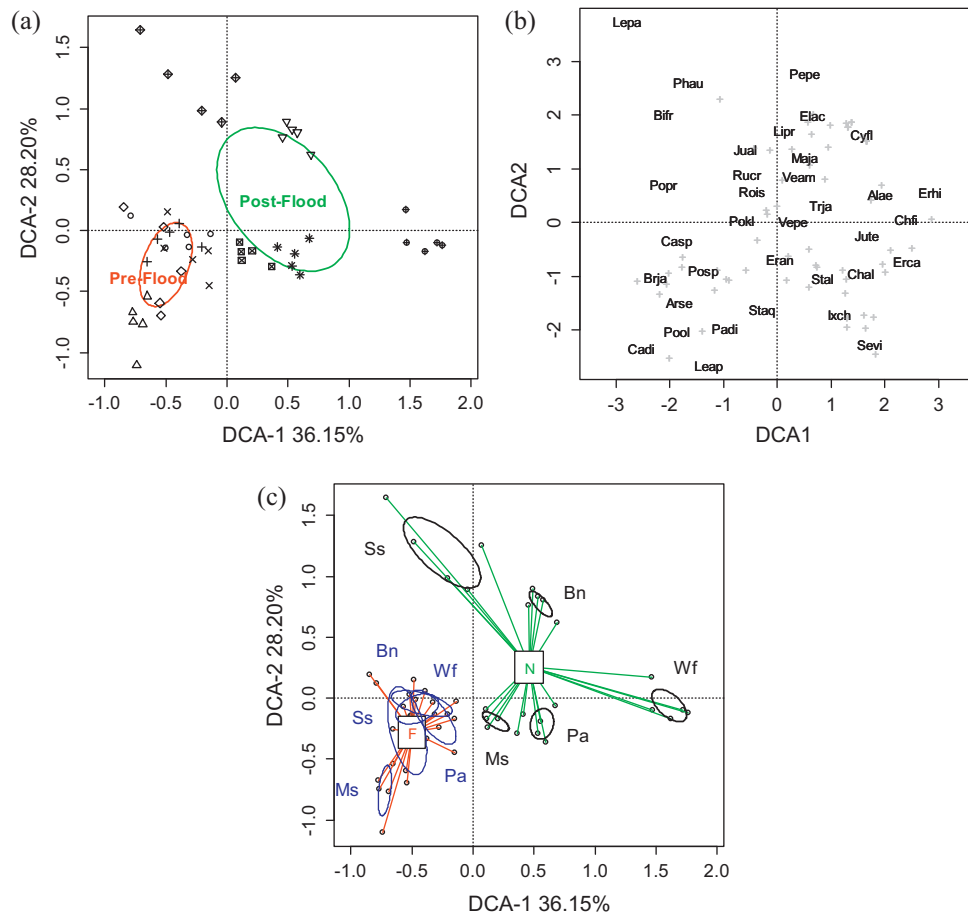 (a)
1.5
1.0
0.5
0.0
-0.5
-1.0
DCA-2 28.20%
Post-Flood
Pre-Flood
-1.0 -0.5 0.0 0.5 1.0 1.5 2.0
DCA-1 36.15%
(b)
3
2
1
0
-1
-2
DCA2
Lepa
Phau Pepe
Bifr Elac
Lipr Cyfl
Jual Maja
Rucr Veam
Popr Rois Alae Erhi
Trja
Pokl Vepe Chfi
Jute
Casp Eran Erca
Brja Posp Stal Chal
Arse Staq Ixch
Pool Padi
Cadi Sevi
Leap
-3 -2 -1 0 1 2 3
DCA1
(c)
1.5
1.0
0.5
0.0
-0.5
-1.0
DCA-2 28.20%
Ss
Bn
N
Bn Wf Wf
Ss F
Pa Ms Pa
Ms
-1.0 -0.5 0.0 0.5 1.0 1.5 2.0
DCA-1 36.15%